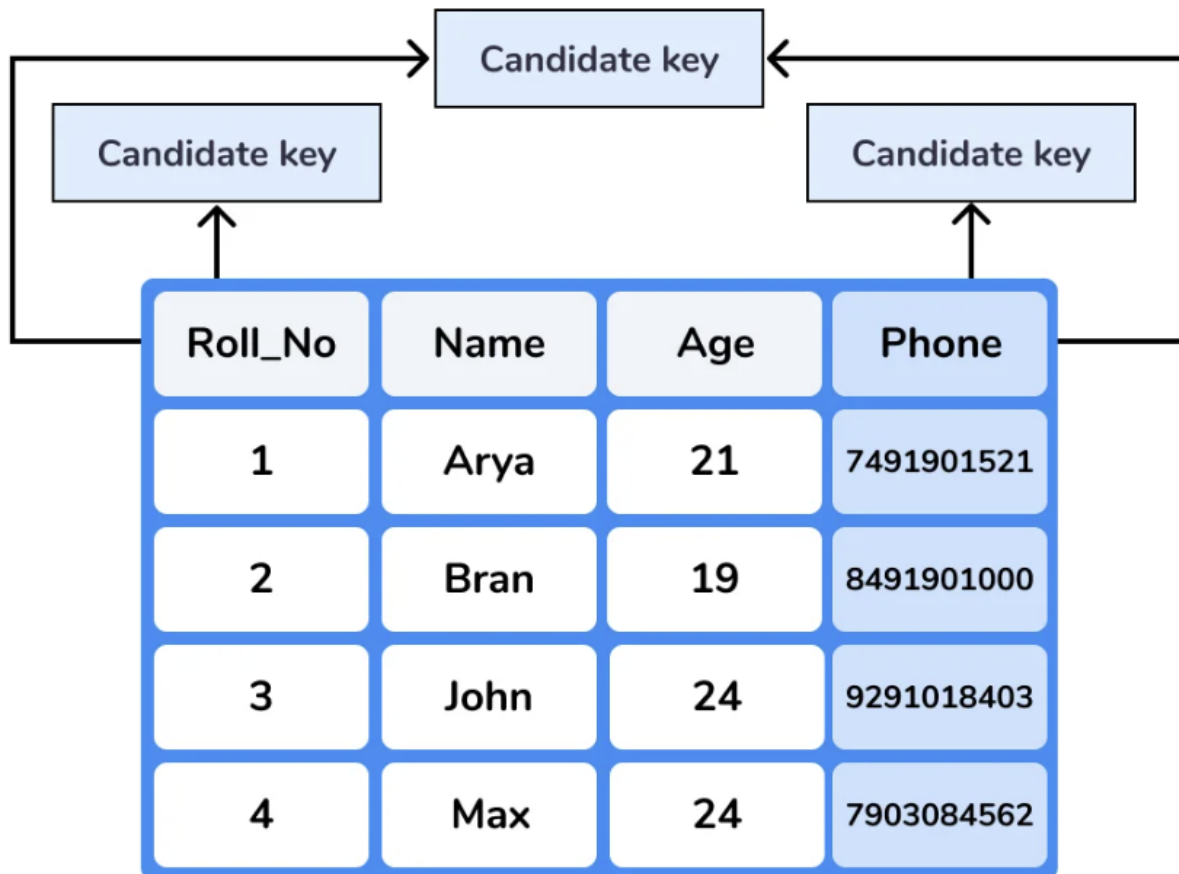 Candidate key
Candidate key
Candidate key
Roll_No Name Age Phone
1 Arya 21 7491901521
2 Bran 19 8491901000
3 John 24 9291018403
4 Max 24 7903084562